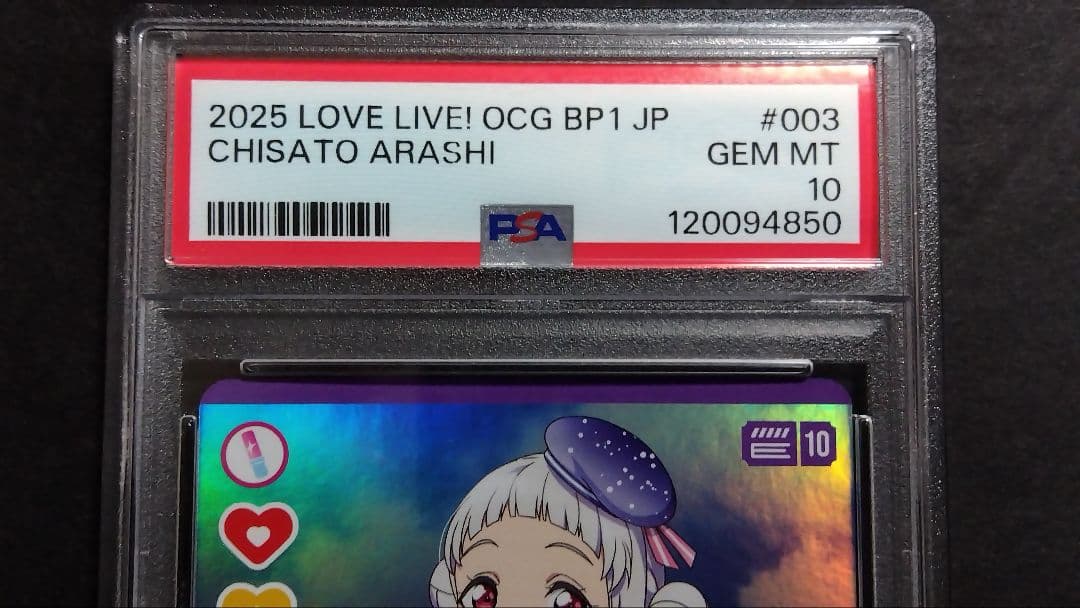 2025 LOVE LIVE! OCG BP1 JP #003
CHISATO ARASHI GEM MT
10
120094850
PSA
10